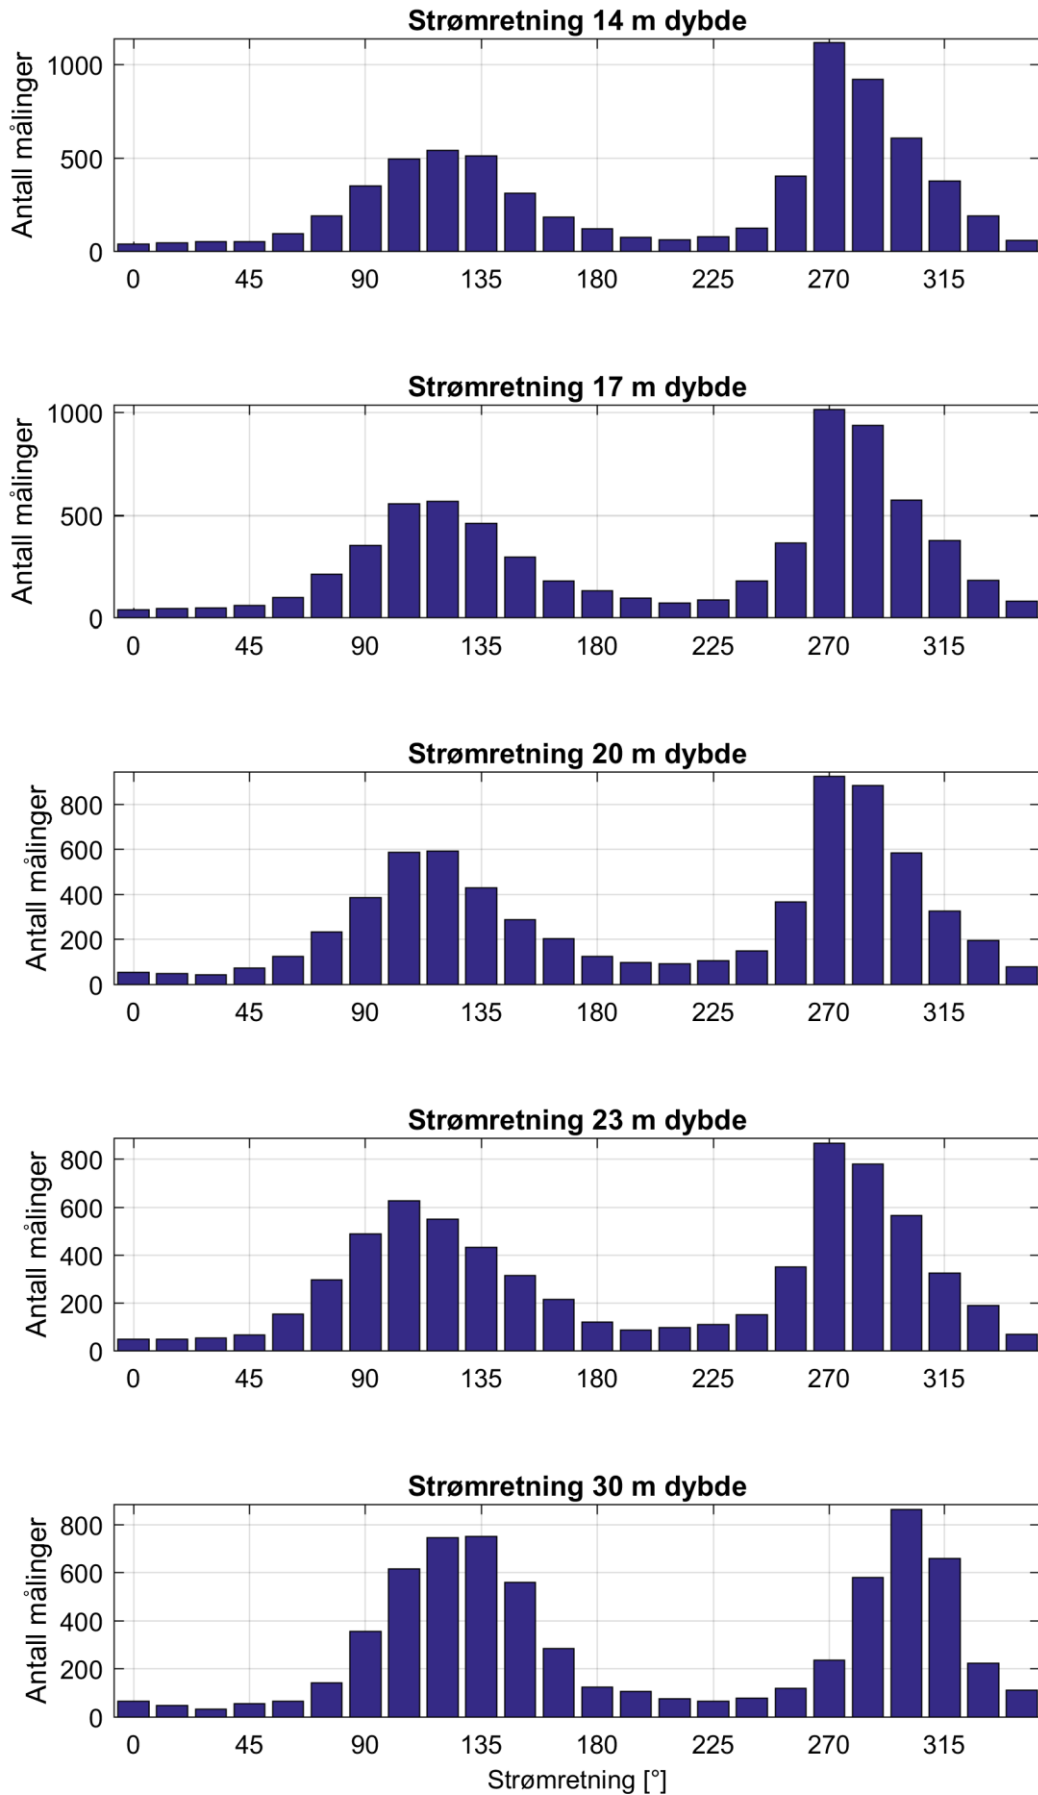 Strømretning 14 m dybde
Antall målinger
1000
500
0
0 45 90 135 180 225 270 315
Strømretning 17 m dybde
Antall målinger
1000
500
0
0 45 90 135 180 225 270 315
Strømretning 20 m dybde
Antall målinger
800
600
400
200
0
0 45 90 135 180 225 270 315
Strømretning 23 m dybde
Antall målinger
800
600
400
200
0
0 45 90 135 180 225 270 315
Strømretning 30 m dybde
Antall målinger
800
600
400
200
0
0 45 90 135 180 225 270 315
Strømretning [°]